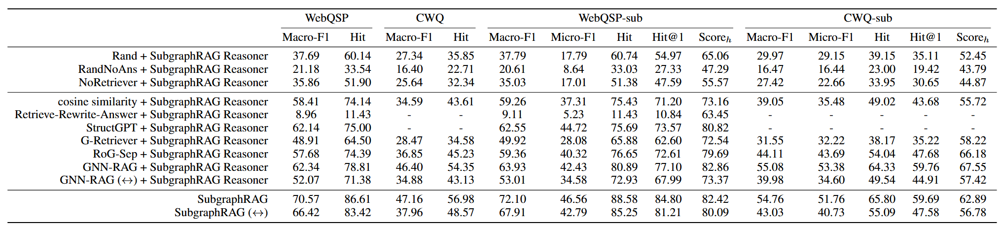 WebQSP CWQ WebQSP-sub CWQ-sub
Macro-F1 Hit Macro-F1 Hit Macro-F1 Micro-F1 Hit Hit@1 Scoreₕ Macro-F1 Micro-F1 Hit Hit@1 Scoreₕ
Rand + SubgraphRAG Reasoner 37.69 60.14 27.34 35.85 37.79 17.79 60.74 54.97 65.06 29.97 29.15 39.15 35.11 52.45
RandNoAns + SubgraphRAG Reasoner 21.18 33.54 16.40 22.71 20.61 8.64 33.03 27.33 47.29 16.47 16.44 23.00 19.42 43.79
NoRetriever + SubgraphRAG Reasoner 35.86 51.90 25.64 32.34 35.03 17.01 51.38 47.59 55.57 27.42 22.66 33.95 30.65 44.87
cosine similarity + SubgraphRAG Reasoner 58.41 74.14 34.59 43.61 59.26 37.31 75.43 71.20 73.16 39.05 35.48 49.02 43.68 55.72
Retrieve-Rewrite-Answer + SubgraphRAG Reasoner 8.96 11.43 - - 9.11 5.23 11.43 10.84 63.45 - - - - -
StructGPT + SubgraphRAG Reasoner 62.14 75.00 - - 62.55 44.72 75.69 73.57 80.82 - - - - -
G-Retriever + SubgraphRAG Reasoner 48.91 64.50 28.47 34.58 49.92 28.08 65.88 62.60 72.54 31.55 32.22 38.17 35.22 58.22
RoG-Sep + SubgraphRAG Reasoner 57.68 74.39 36.85 45.23 59.36 40.32 76.65 72.61 79.69 44.11 43.69 54.04 47.68 66.18
GNN-RAG + SubgraphRAG Reasoner 62.34 78.81 46.40 54.35 63.93 42.43 80.89 77.10 82.86 55.08 53.38 64.33 59.76 67.55
GNN-RAG (↔) + SubgraphRAG Reasoner 52.07 71.38 34.88 43.13 53.01 34.58 72.93 67.99 73.37 39.98 34.60 49.54 44.91 57.42
SubgraphRAG 70.57 86.61 47.16 56.98 72.10 46.56 88.58 84.80 82.42 54.76 51.76 65.80 59.69 62.89
SubgraphRAG (↔) 66.42 83.42 37.96 48.57 67.91 42.79 85.25 81.21 80.09 43.03 40.73 55.09 47.58 56.78